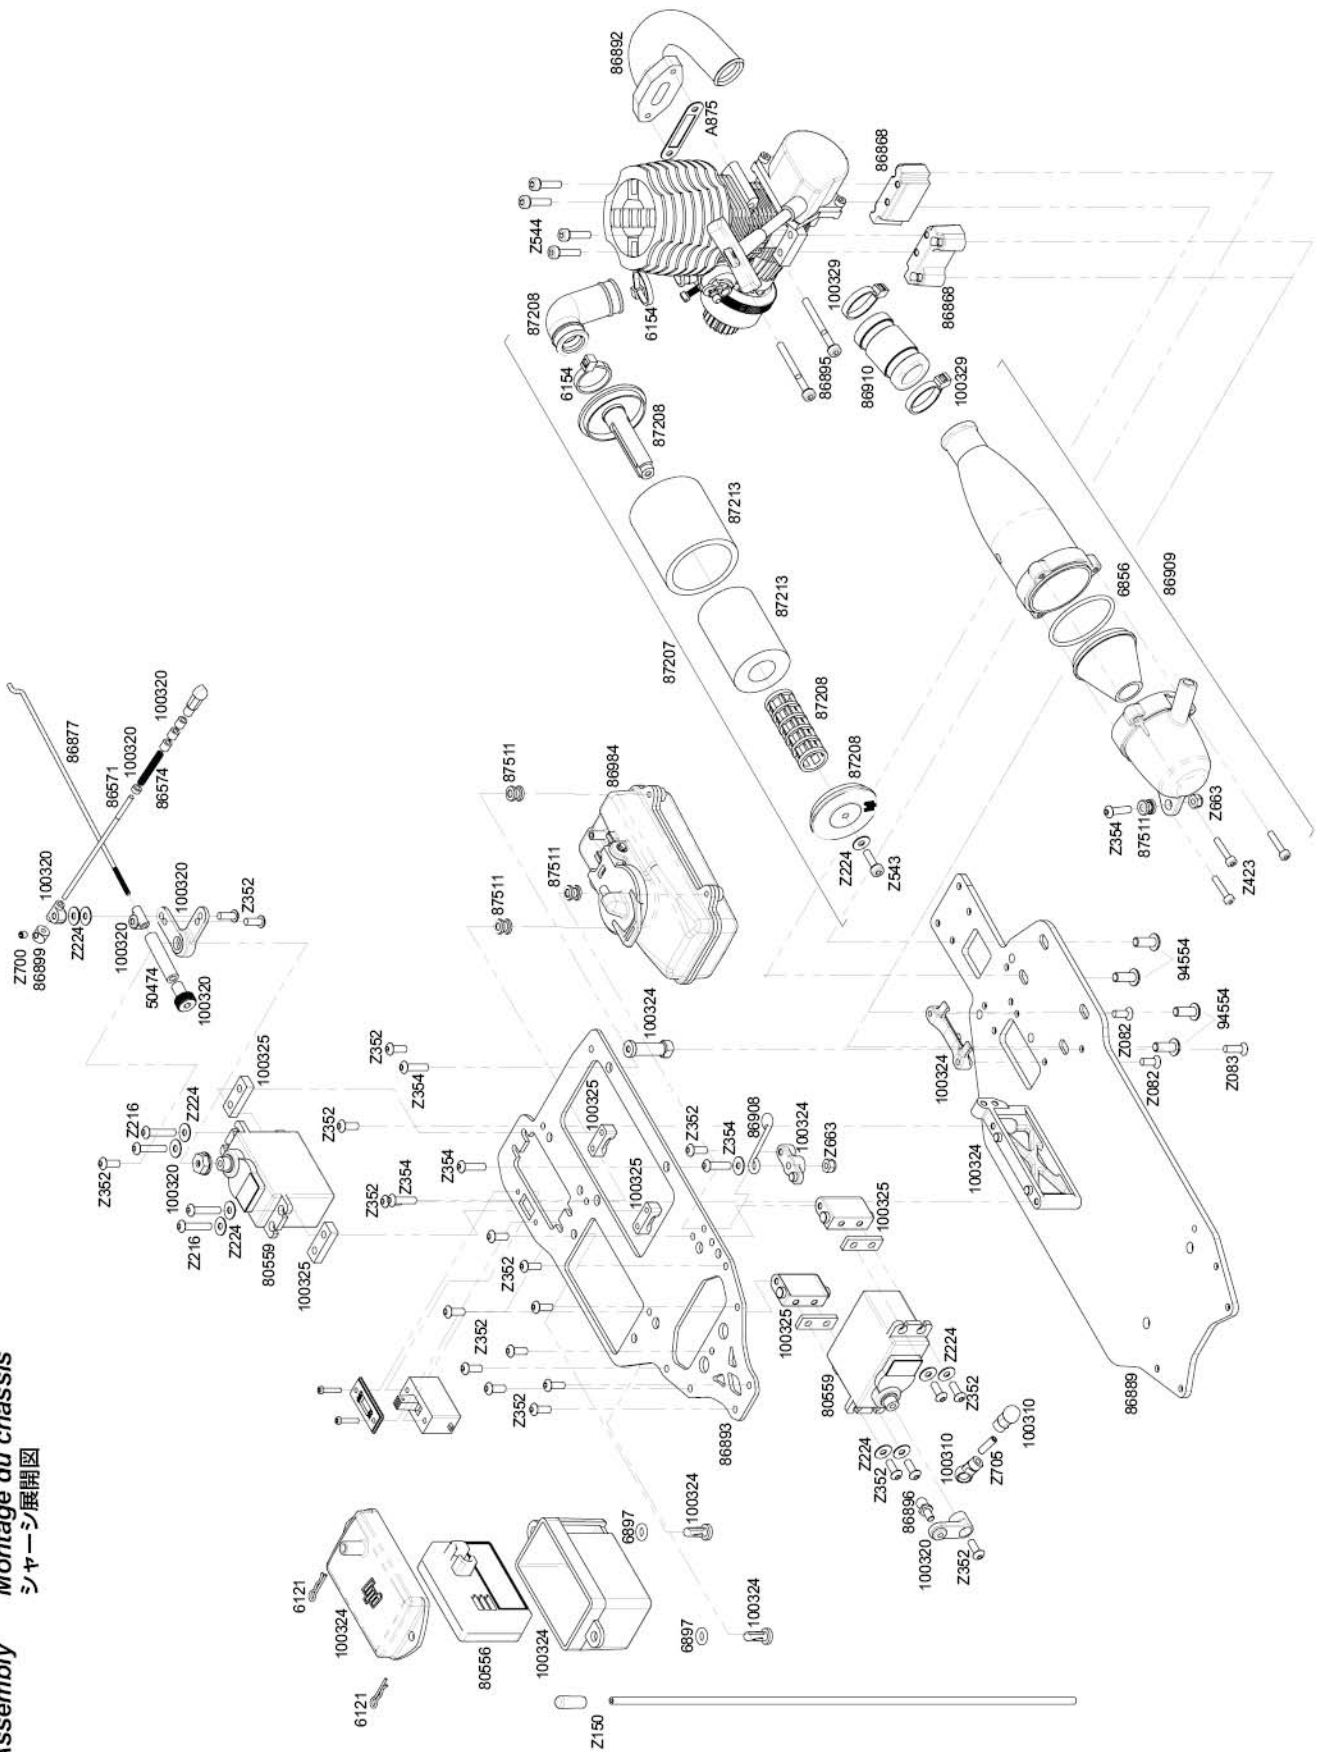 Assembly
Montage du chassis
シャーシ展開図
86892
A875
86868
86868
Z544
6154
87208
6154
87208
86895
100329
86910
100329
87213
87213
87207
87208
87208
Z224
Z543
6856
86909
Z354
87511
Z663
Z423
86877
100320
100320
86574
86571
100320
Z700
86899
Z224
100320
100320
Z352
50474
100320
87511
87511
87511
86984
100325
Z216
Z224
Z352
100320
Z216
Z224
80559
100325
Z352
Z354
Z352
Z354
Z352
Z354
100324
100325
100325
Z352
Z354
86908
100324
Z663
Z352
Z352
Z352
86893
100325
100325
80559
Z224
Z352
Z224
Z352
86896
100320
Z352
100310
Z705
100310
94554
94554
Z082
Z082
Z083
100324
100324
86889
6121
100324
6121
80556
100324
6897
100324
6897
100324
Z150